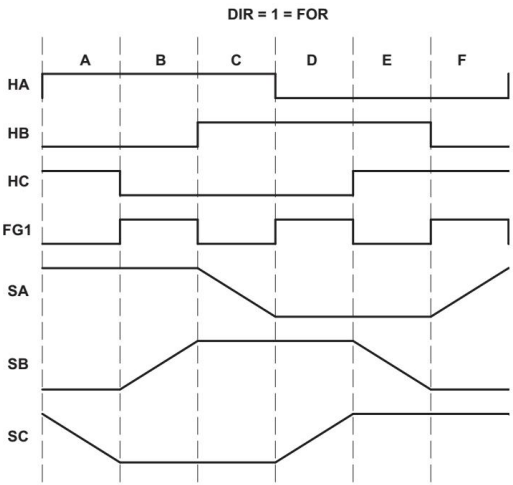 DIR = 1 = FOR
A B C D E F
HA
HB
HC
FG1
SA
SB
SC